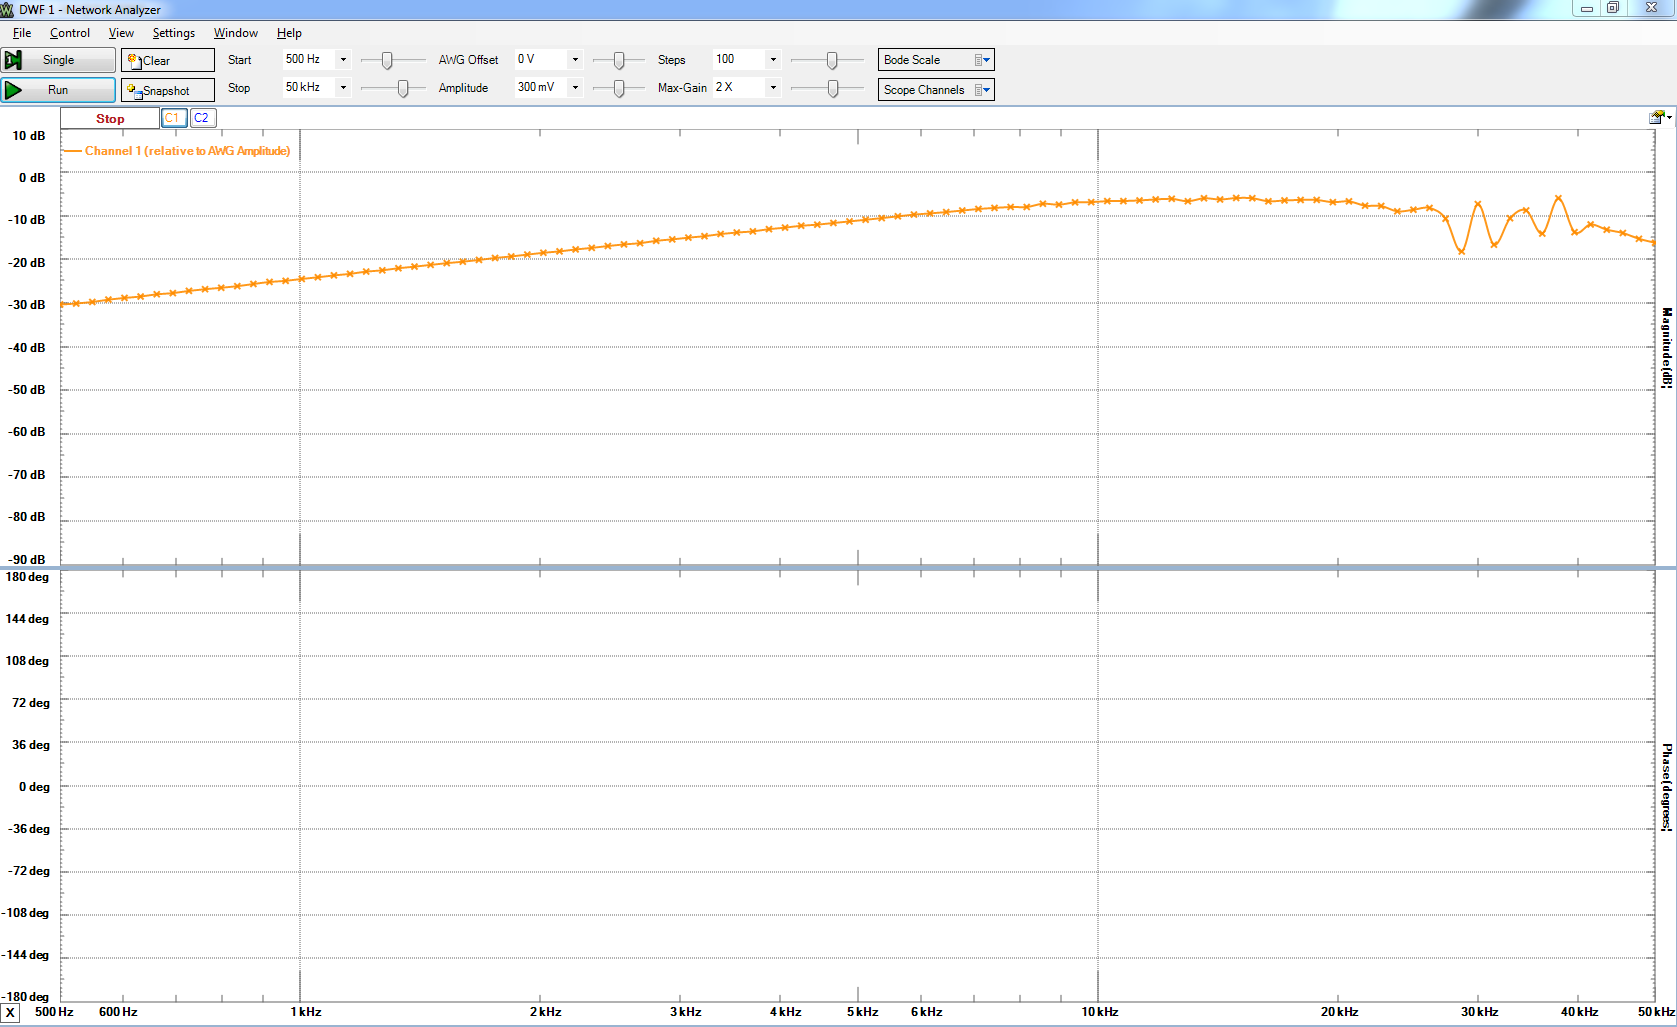 DWF 1 - Network Analyzer
File Control View Settings Window Help
Single Clear Start 500 Hz AWG Offset 0 V Steps 100 Bode Scale
Run Snapshot Stop 50 kHz Amplitude 300 mV Max-Gain 2 X Scope Channels
Stop C1 C2
10 dB
Channel 1 (relative to AWG Amplitude)
0 dB
-10 dB
-20 dB
-30 dB
-40 dB
-50 dB
-60 dB
-70 dB
-80 dB
-90 dB
Magnitude(dB)
180 deg
144 deg
108 deg
72 deg
36 deg
0 deg
-36 deg
-72 deg
-108 deg
-144 deg
-180 deg
Phase(degrees)
X 500 Hz 600 Hz 1 kHz 2 kHz 3 kHz 4 kHz 5 kHz 6 kHz 10 kHz 20 kHz 30 kHz 40 kHz 50 kHz